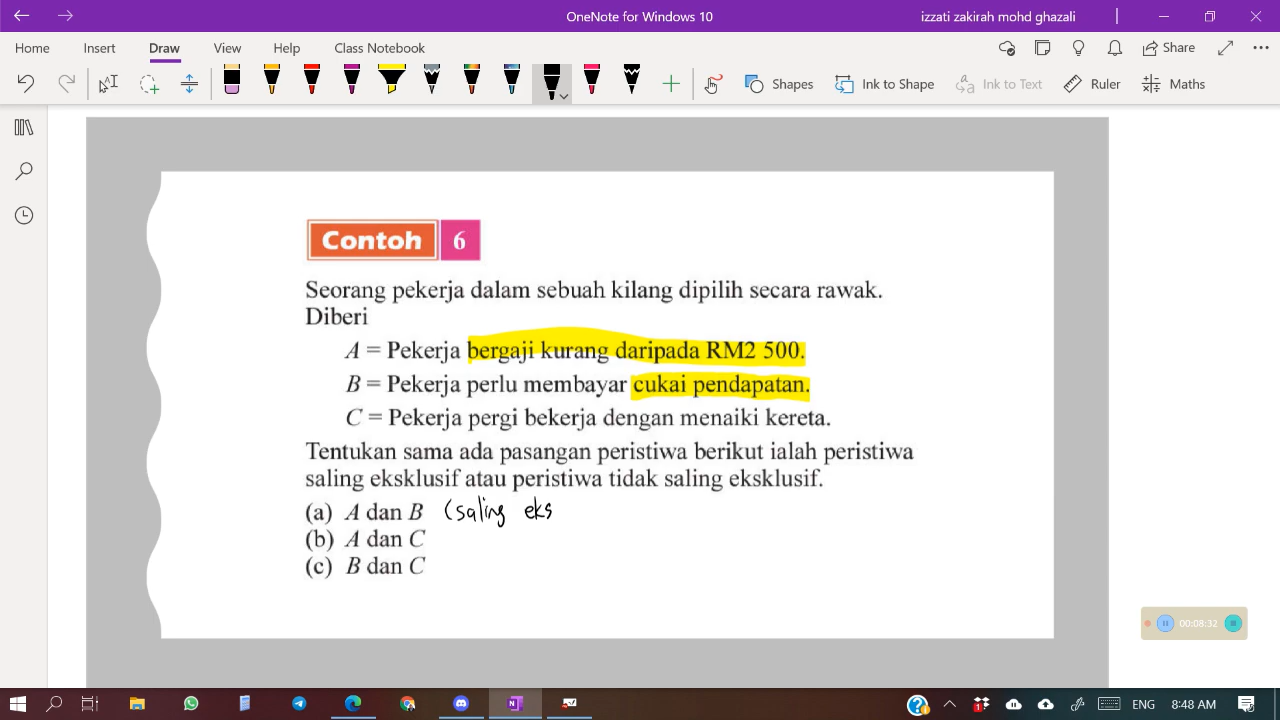 OneNote for Windows 10
izzati zakirah mohd ghazali
Home Insert Draw View Help Class Notebook
Share
Shapes Ink to Shape Ink to Text Ruler Maths
Contoh 6
Seorang pekerja dalam sebuah kilang dipilih secara rawak.
Diberi
A = Pekerja bergaji kurang daripada RM2 500.
B = Pekerja perlu membayar cukai pendapatan.
C = Pekerja pergi bekerja dengan menaiki kereta.
Tentukan sama ada pasangan peristiwa berikut ialah peristiwa
saling eksklusif atau peristiwa tidak saling eksklusif.
(a) A dan B (saling eks
(b) A dan C
(c) B dan C
00:08:32
ENG 8:48 AM